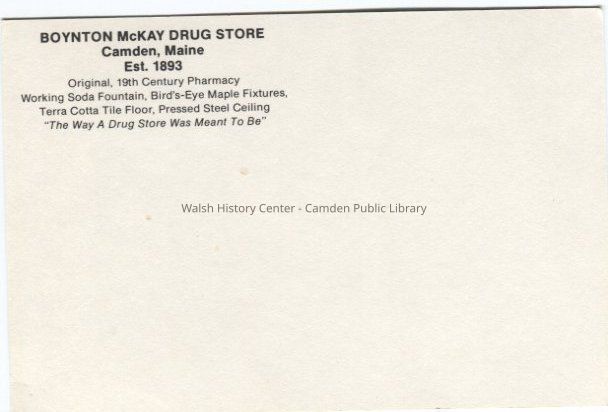 BOYNTON McKAY DRUG STORE
Camden, Maine
Est. 1893
Original, 19th Century Pharmacy
Working Soda Fountain, Bird's-Eye Maple Fixtures,
Terra Cotta Tile Floor, Pressed Steel Ceiling
"The Way A Drug Store Was Meant To Be"
Walsh History Center - Camden Public Library